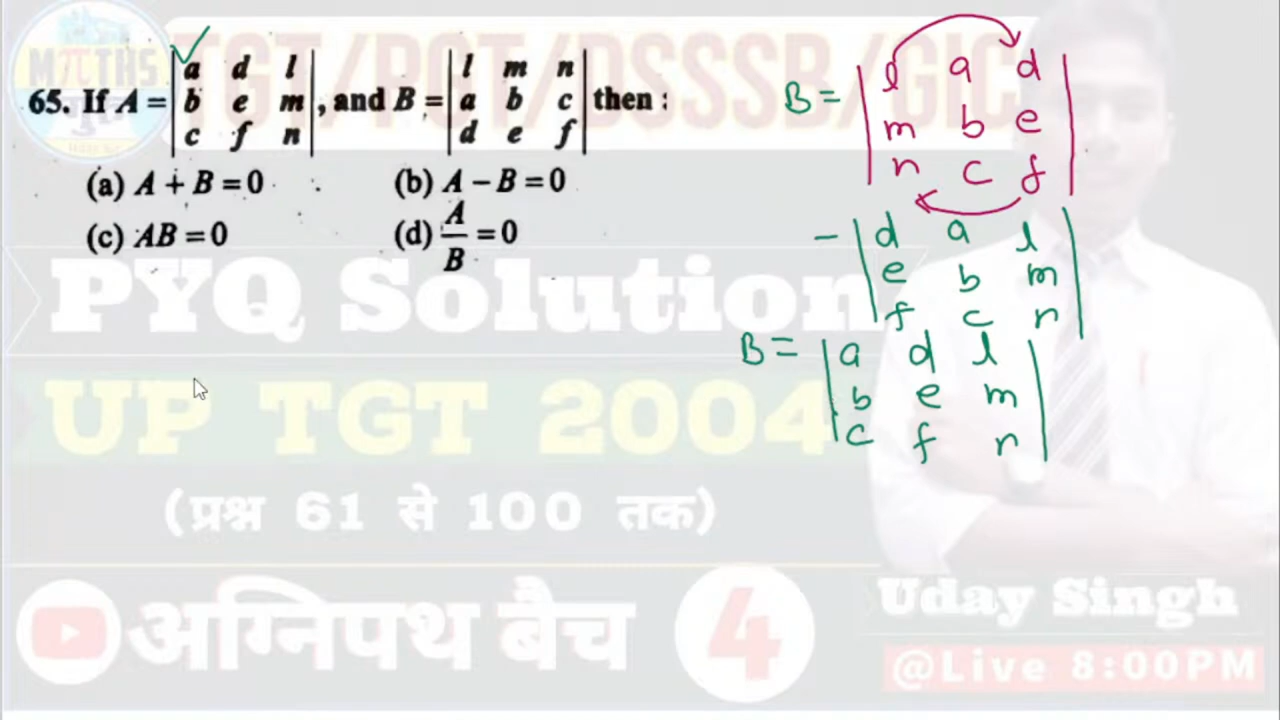 MπTHS
TGT/PGT/DSSSB/GIC
65. If A = | a d l | , and B = | l m n | then :
| b e m | | a b c |
| c f n | | d e f |
(a) A + B = 0 (b) A − B = 0
(c) AB = 0 (d) A/B = 0
B = | l a d |
| m b e |
| n c f |
− | d a l |
| e b m |
| f c n |
B = | a d l |
| b e m |
| c f n |
PYQ Solution
UP TGT 2004
(प्रश्न 61 से 100 तक)
अग्निपथ बैच 4
Uday Singh
@Live 8:00PM